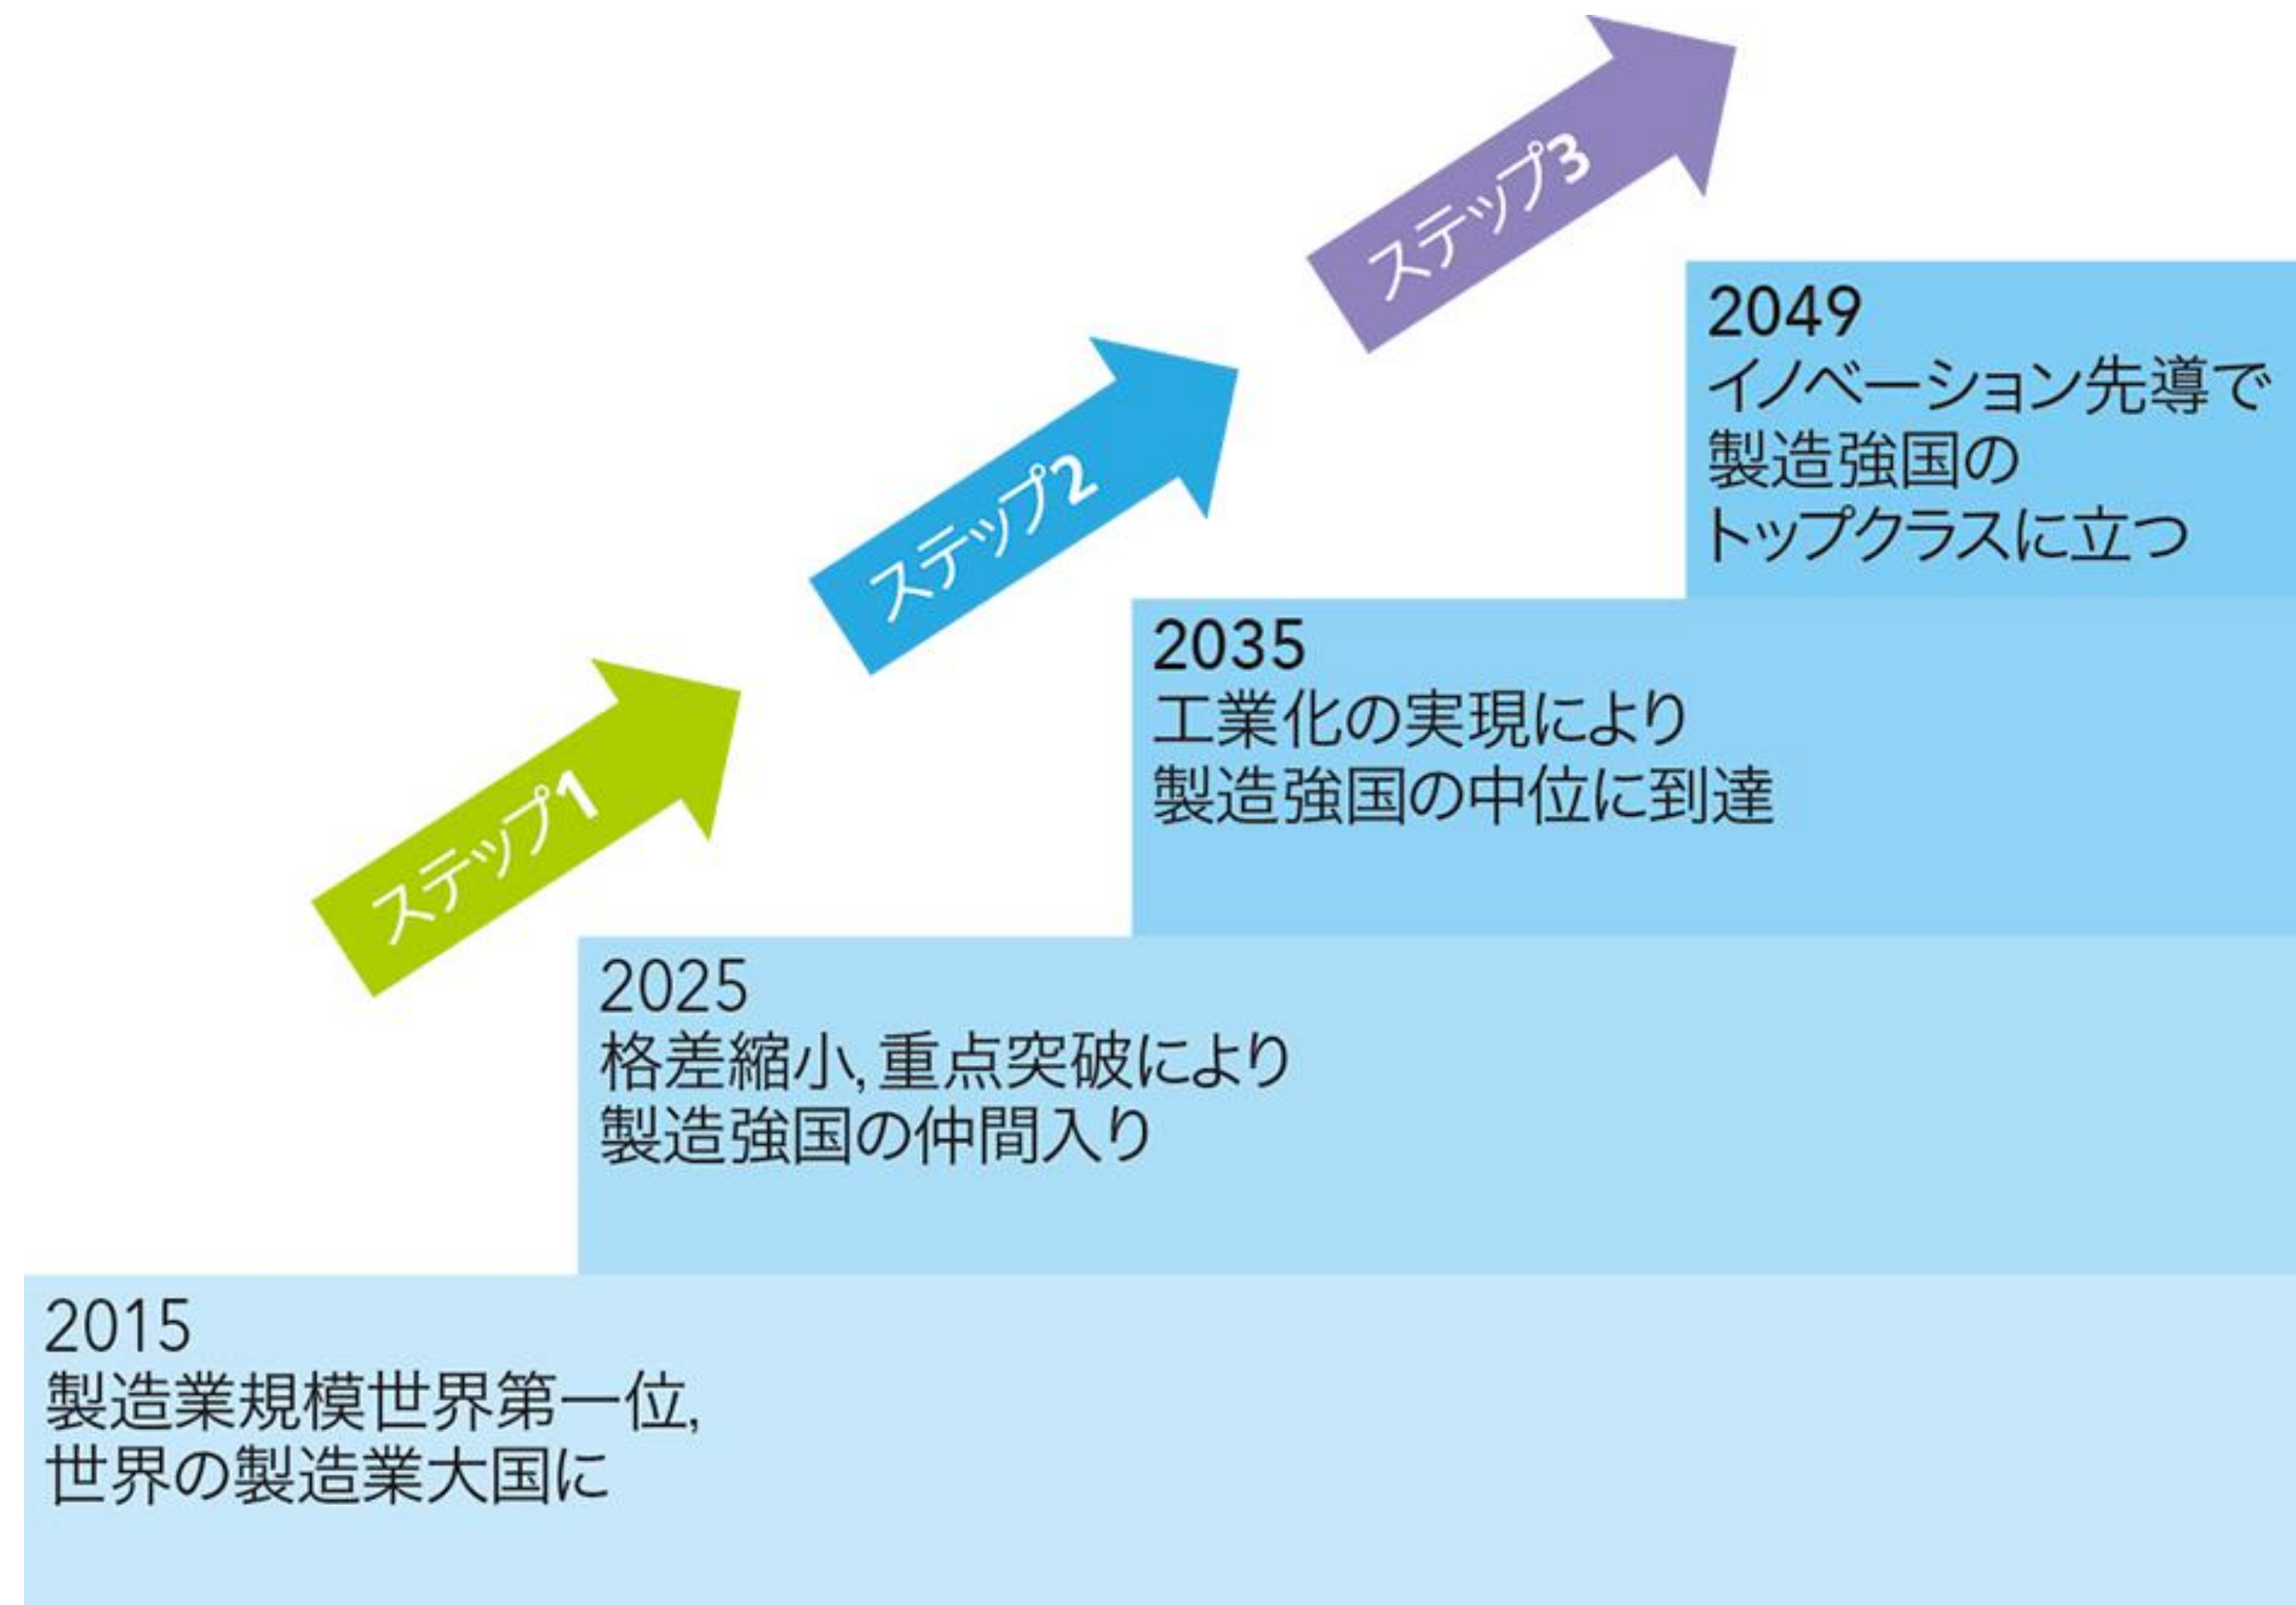 ステップ3
2049
イノベーション先導で
製造強国の
トップクラスに立つ
ステップ2
2035
工業化の実現により
製造強国の中位に到達
ステップ1
2025
格差縮小,重点突破により
製造強国の仲間入り
2015
製造業規模世界第一位,
世界の製造業大国に